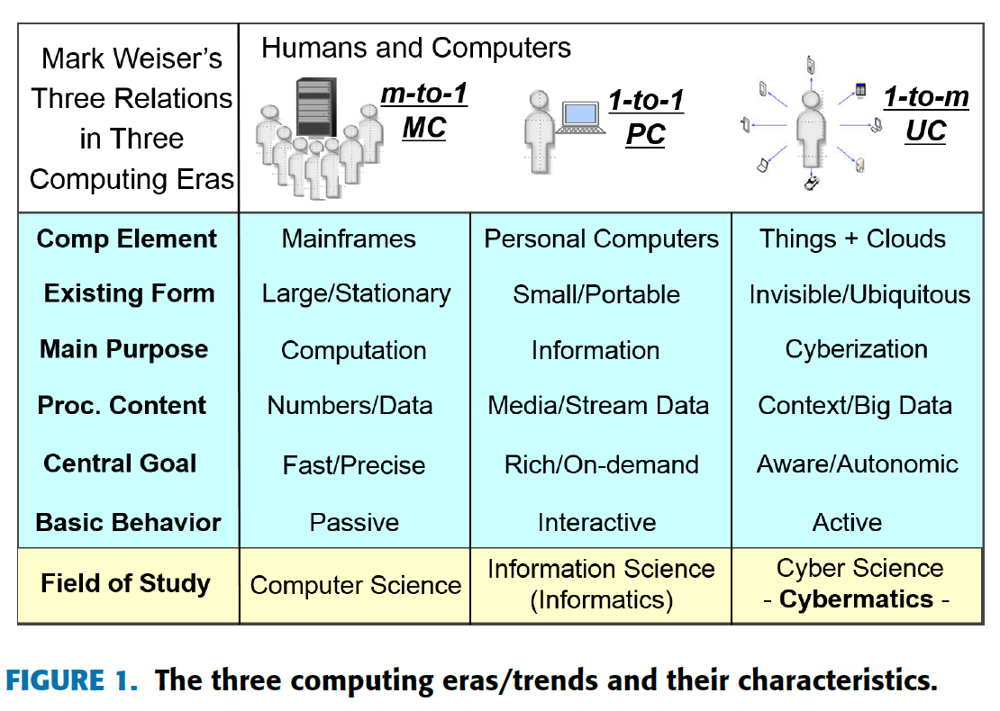 Mark Weiser's
Three Relations
in Three
Computing Eras
Humans and Computers
m-to-1
MC
1-to-1
PC
1-to-m
UC
Comp Element Mainframes Personal Computers Things + Clouds
Existing Form Large/Stationary Small/Portable Invisible/Ubiquitous
Main Purpose Computation Information Cyberization
Proc. Content Numbers/Data Media/Stream Data Context/Big Data
Central Goal Fast/Precise Rich/On-demand Aware/Autonomic
Basic Behavior Passive Interactive Active
Field of Study Computer Science Information Science
(Informatics) Cyber Science
- Cybermatics -
FIGURE 1. The three computing eras/trends and their characteristics.